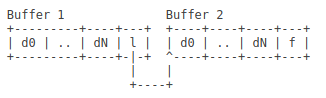 Buffer 1 Buffer 2
+---------+----+---+ +----+----+----+---+
| d0 | .. | dN | l | | d0 | .. | dN | f |
+---------+----+-|-+ ^----+----+----+---+
| |
+----+